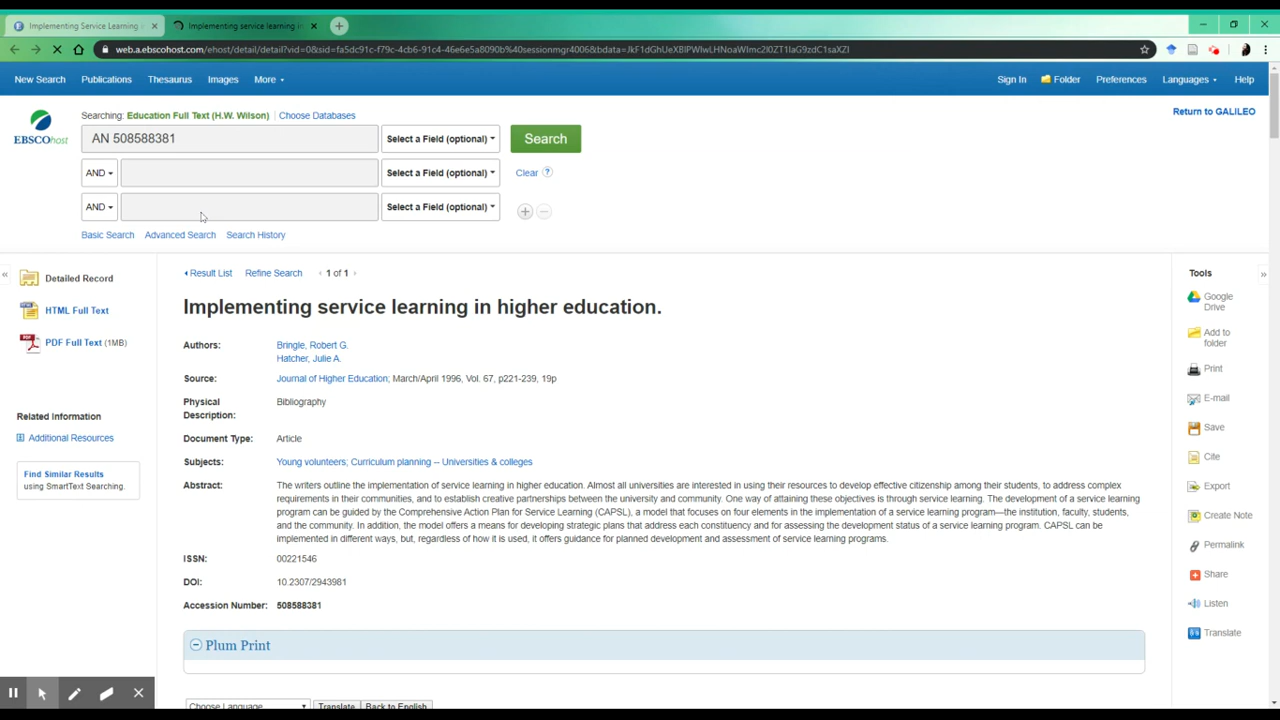 Implementing Service Learning
Implementing service learning in
web.a.ebscohost.com/ehost/detail/detail?vid=0&sid=fa5dc91c-f79c-4cb6-91c4-46e6e5a8090b%40sessionmgr4006&bdata=JkF1dGhUeXBlPWlwLHNoaWImc2l0ZT1laG9zdC1saXZl
New Search Publications Thesaurus Images More Sign In Folder Preferences Languages Help
EBSCOhost
Searching: Education Full Text (H.W. Wilson) Choose Databases
Return to GALILEO
AN 508588381 Select a Field (optional) Search
AND Select a Field (optional) Clear ?
AND Select a Field (optional)
Basic Search Advanced Search Search History
Detailed Record
HTML Full Text
PDF Full Text (1MB)
Related Information
Additional Resources
Find Similar Results
using SmartText Searching.
Result List Refine Search 1 of 1
Implementing service learning in higher education.
Authors: Bringle, Robert G.
Hatcher, Julie A.
Source: Journal of Higher Education; March/April 1996, Vol. 67, p221-239, 19p
Physical Description: Bibliography
Document Type: Article
Subjects: Young volunteers; Curriculum planning -- Universities & colleges
Abstract: The writers outline the implementation of service learning in higher education. Almost all universities are interested in using their resources to develop effective citizenship among their students, to address complex
requirements in their communities, and to establish creative partnerships between the university and community. One way of attaining these objectives is through service learning. The development of a service learning
program can be guided by the Comprehensive Action Plan for Service Learning (CAPSL), a model that focuses on four elements in the implementation of a service learning program—the institution, faculty, students,
and the community. In addition, the model offers a means for developing strategic plans that address each constituency and for assessing the development status of a service learning program. CAPSL can be
implemented in different ways, but, regardless of how it is used, it offers guidance for planned development and assessment of service learning programs.
ISSN: 00221546
DOI: 10.2307/2943981
Accession Number: 508588381
Plum Print
Choose Language Translate Back to English
Tools
Google
Drive
Add to
folder
Print
E-mail
Save
Cite
Export
Create Note
Permalink
Share
Listen
Translate